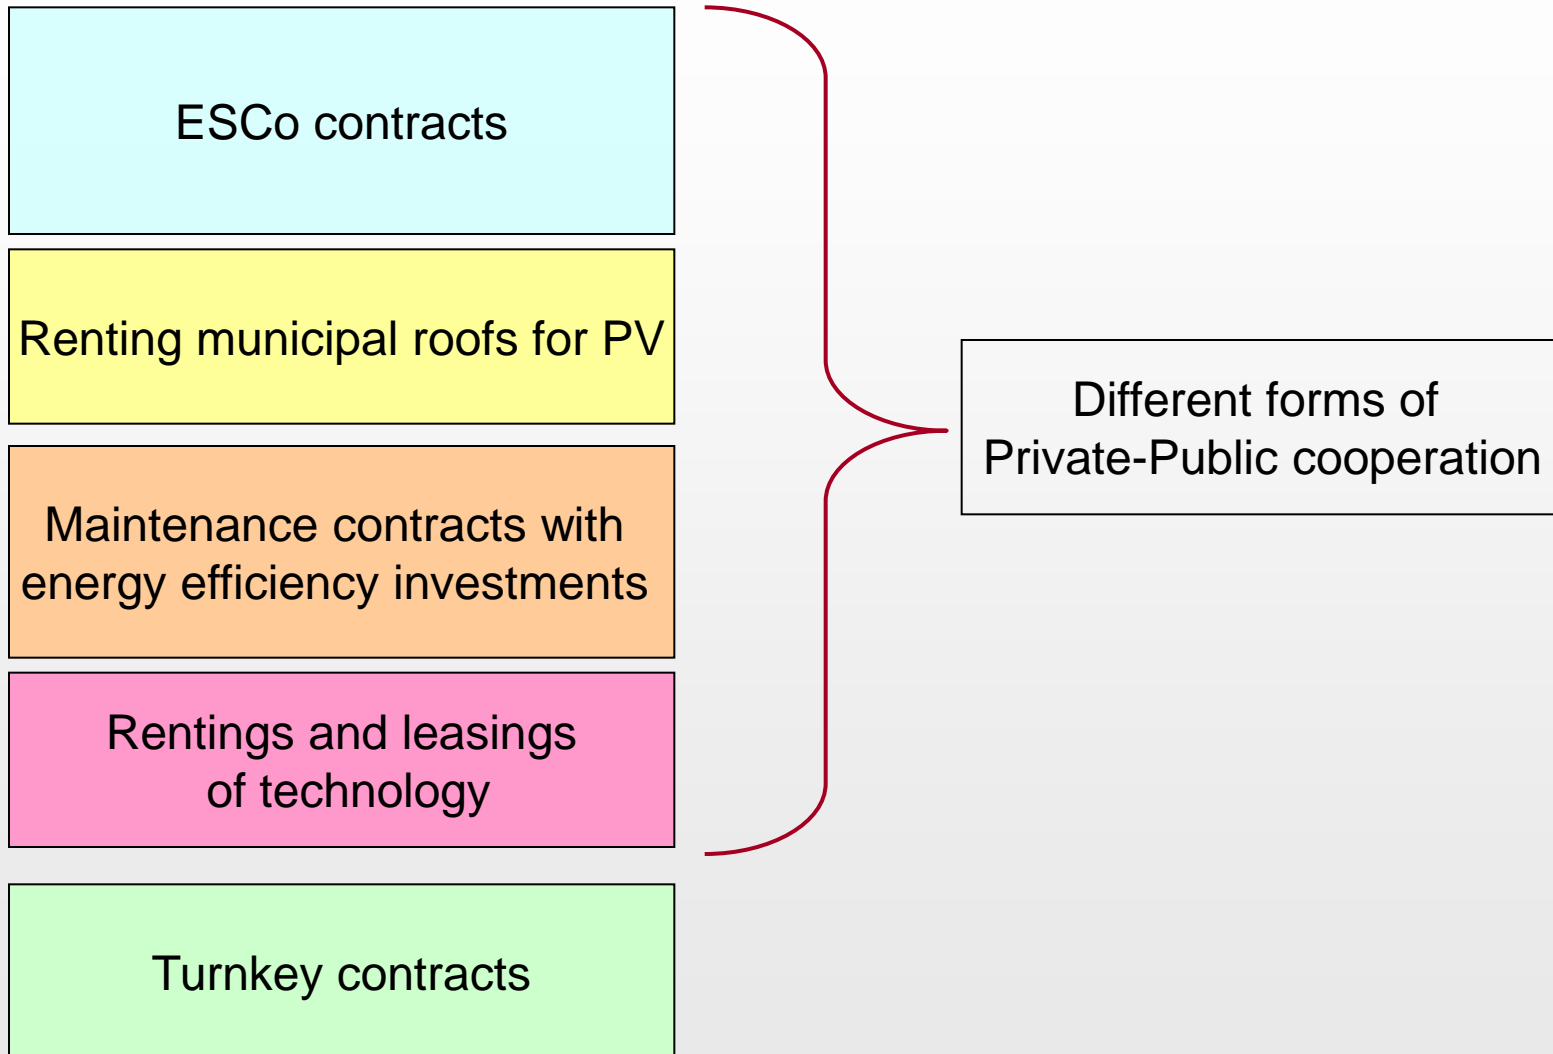 ESCo contracts
Renting municipal roofs for PV
Maintenance contracts with
energy efficiency investments
Rentings and leasings
of technology
Turnkey contracts
Different forms of
Private-Public cooperation